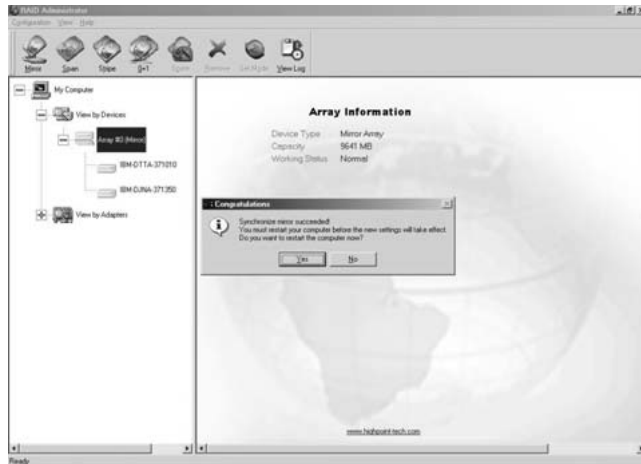 RAID Administrator
Configuration View Help
Mirror Span Stripe 0+1 Spare Remove Get Mode View Log
My Computer
View by Devices
Array #0 (Mirror)
IBM-DTTA-371010
IBM-DJNA-371350
View by Adapters
Array Information
Device Type Mirror Array
Capacity 9641 MB
Working Status Normal
: Congratulations
Synchronize mirror succeeded!
You must restart your computer before the new settings will take effect.
Do you want to restart the computer now?
Yes No
www.highpoint-tech.com
Ready